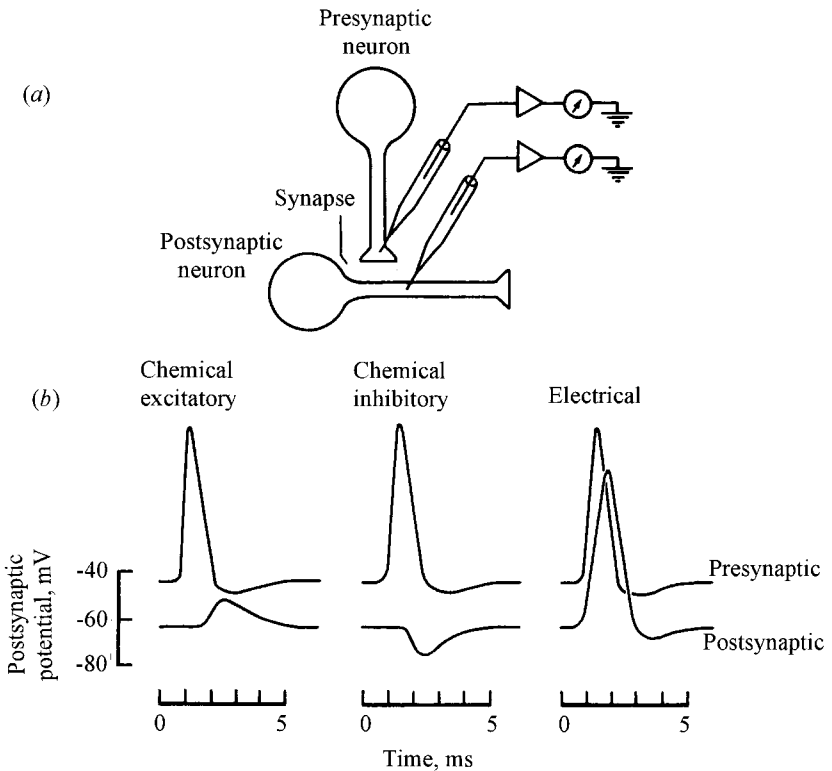 Presynaptic
neuron
(a)
Synapse
Postsynaptic
neuron
Chemical
excitatory
Chemical
inhibitory
Electrical
(b)
Postsynaptic
potential, mV
-40
-60
-80
Presynaptic
Postsynaptic
0 5 0 5 0 5
Time, ms